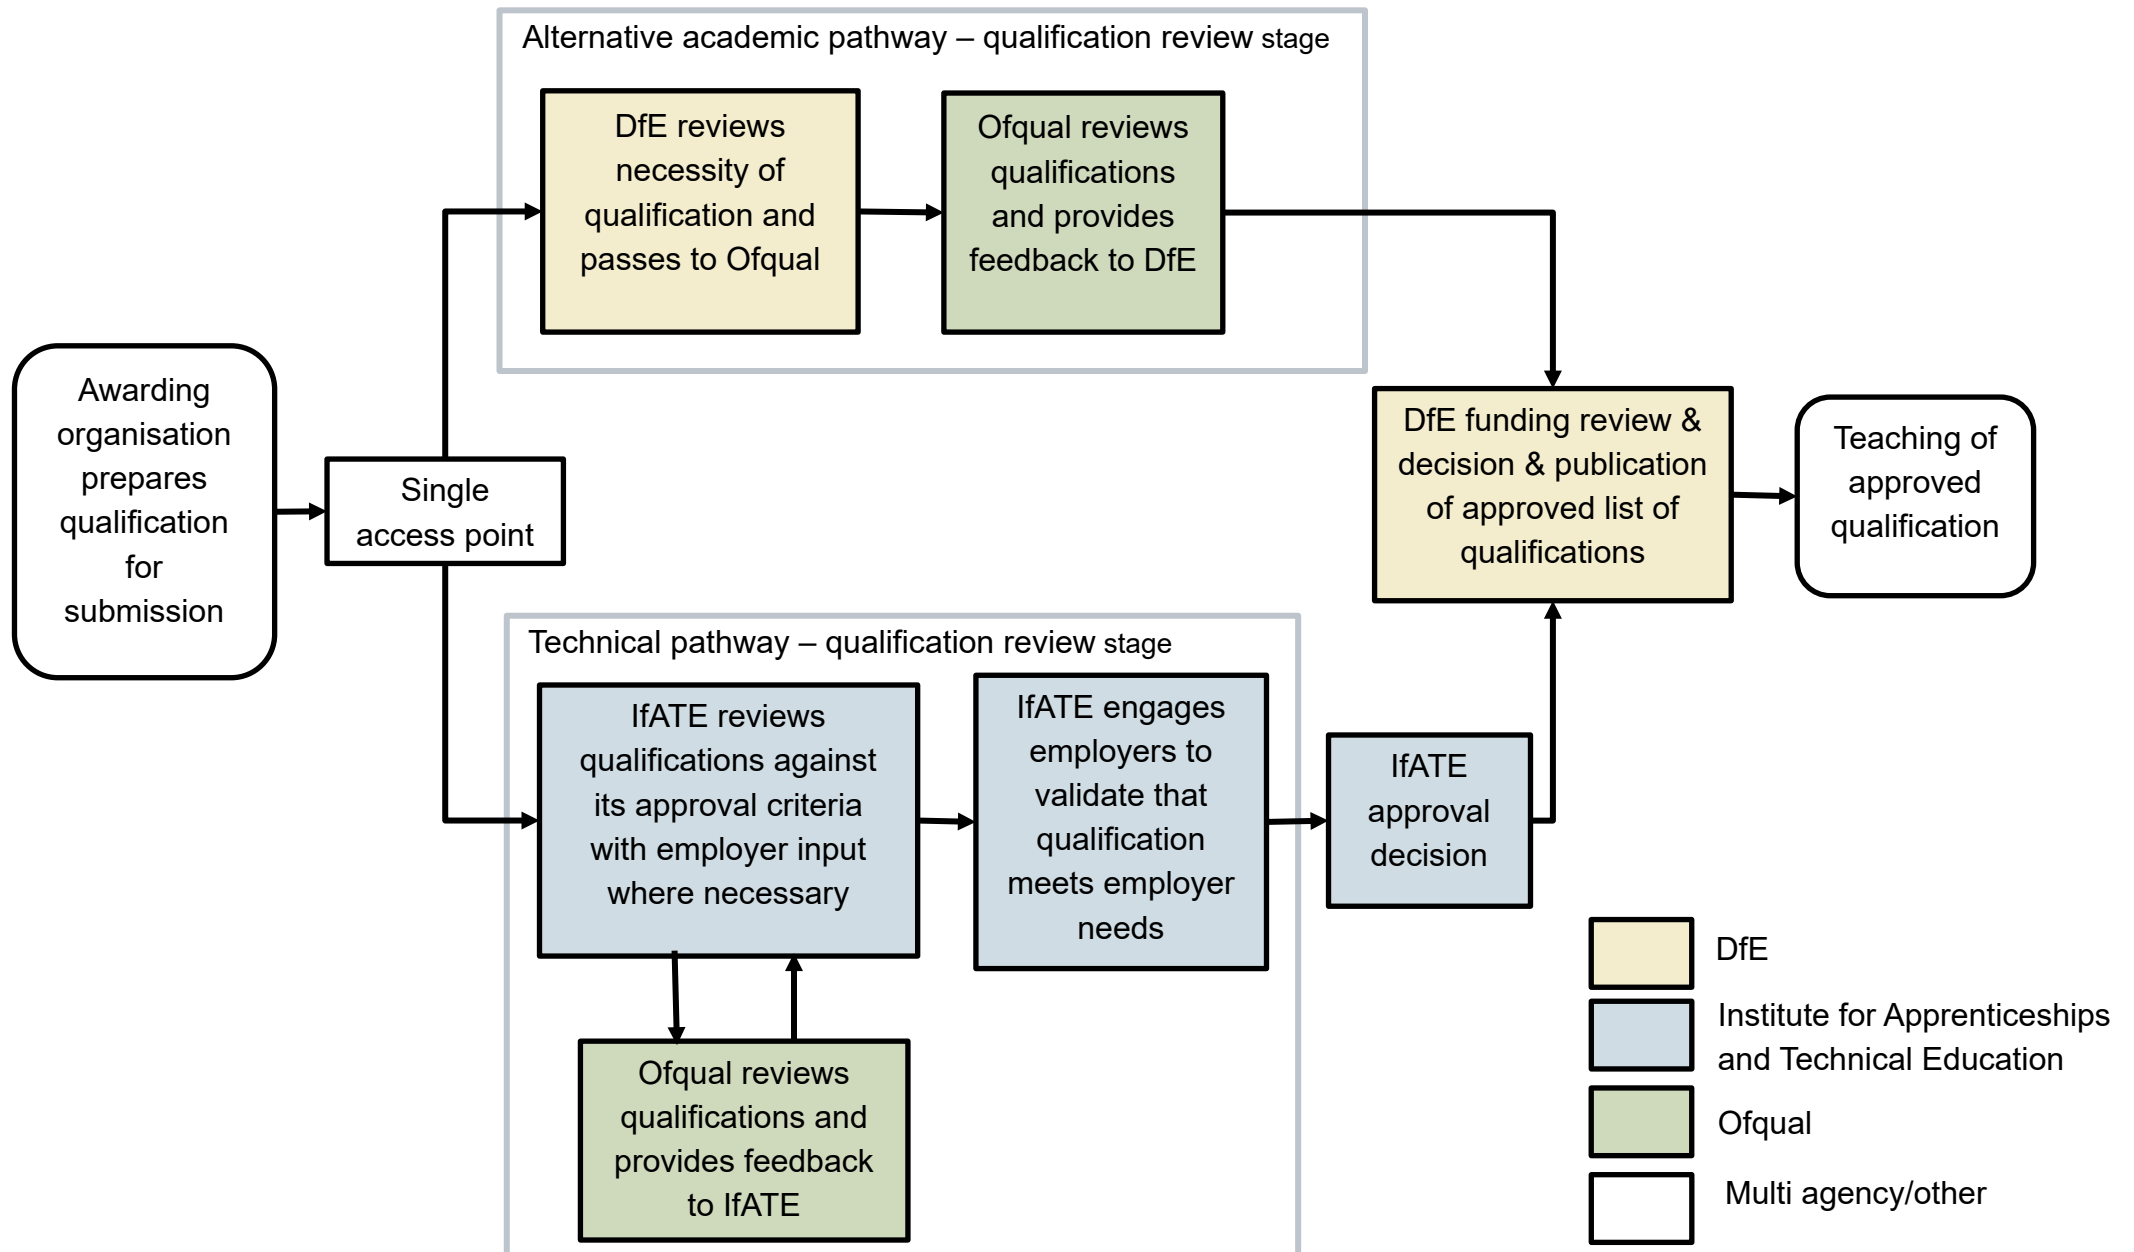 Alternative academic pathway – qualification review stage
DfE reviews
necessity of
qualification and
passes to Ofqual
Ofqual reviews
qualifications
and provides
feedback to DfE
Awarding
organisation
prepares
qualification
for
submission
Single
access point
DfE funding review &
decision & publication
of approved list of
qualifications
Teaching of
approved
qualification
Technical pathway – qualification review stage
IfATE reviews
qualifications against
its approval criteria
with employer input
where necessary
IfATE engages
employers to
validate that
qualification
meets employer
needs
IfATE
approval
decision
Ofqual reviews
qualifications and
provides feedback
to IfATE
DfE
Institute for Apprenticeships
and Technical Education
Ofqual
Multi agency/other